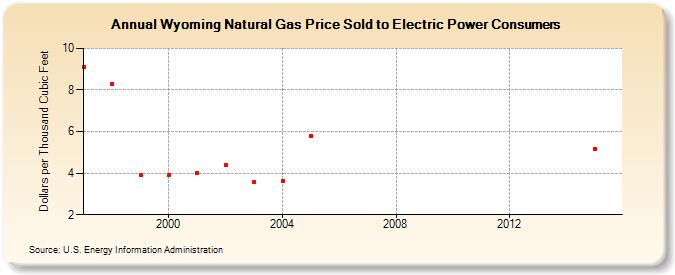 Annual Wyoming Natural Gas Price Sold to Electric Power Consumers
Dollars per Thousand Cubic Feet
10
8
6
4
2
2000 2004 2008 2012
Source: U.S. Energy Information Administration